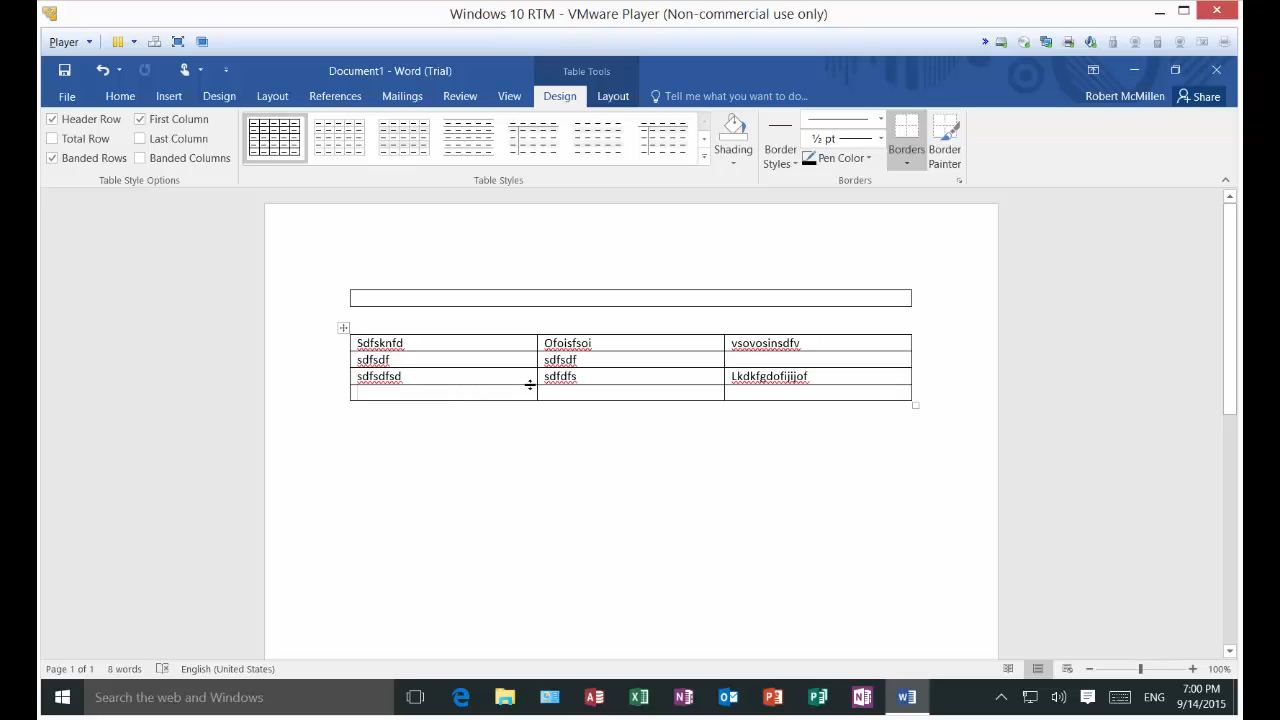 Windows 10 RTM - VMware Player (Non-commercial use only)
Player
Document1 - Word (Trial)
Table Tools
File Home Insert Design Layout References Mailings Review View Design Layout Tell me what you want to do... Robert McMillen Share
Header Row First Column
Total Row Last Column
Banded Rows Banded Columns
Table Style Options
Table Styles
Shading
Border Styles
½ pt
Pen Color
Borders
Border Painter
Borders
Sdfsknfd Ofoisfsoi vsovosinsdfv
sdfsdf sdfsdf
sdfsdfsd sdfdfs Lkdkfgdofijijof
Page 1 of 1 8 words English (United States) 100%
Search the web and Windows
ENG
7:00 PM
9/14/2015